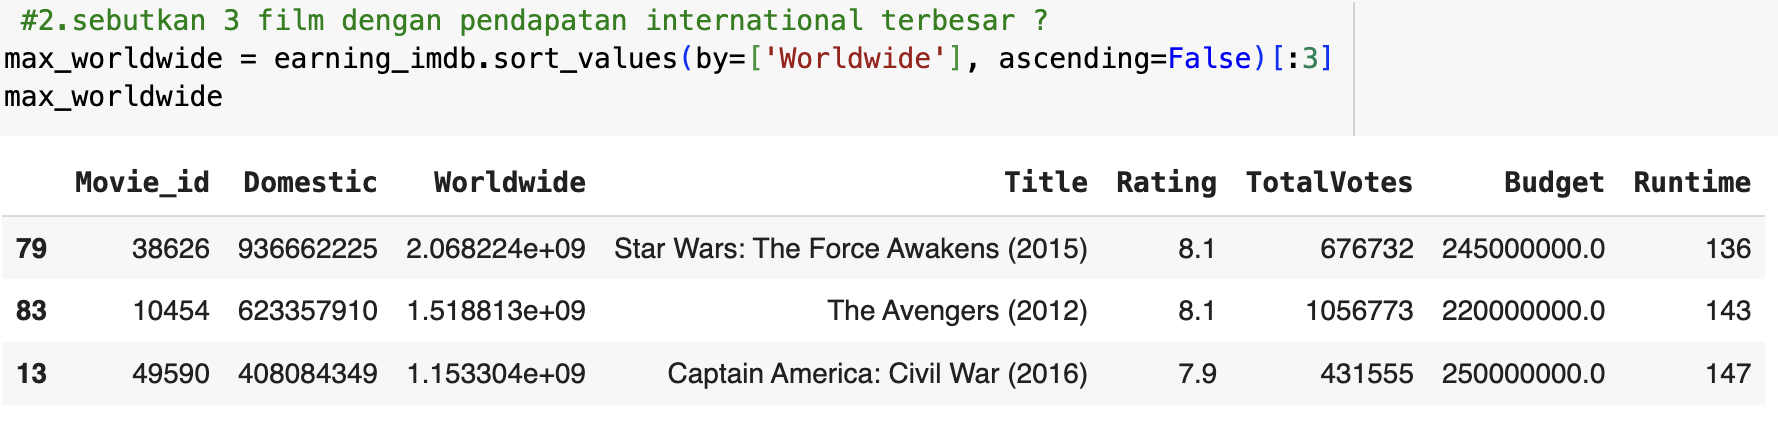 #2.sebutkan 3 film dengan pendapatan international terbesar ?
max_worldwide = earning_imdb.sort_values(by=['Worldwide'], ascending=False)[:3]
max_worldwide
Movie_id Domestic Worldwide Title Rating TotalVotes Budget Runtime
79 38626 936662225 2.068224e+09 Star Wars: The Force Awakens (2015) 8.1 676732 245000000.0 136
83 10454 623357910 1.518813e+09 The Avengers (2012) 8.1 1056773 220000000.0 143
13 49590 408084349 1.153304e+09 Captain America: Civil War (2016) 7.9 431555 250000000.0 147